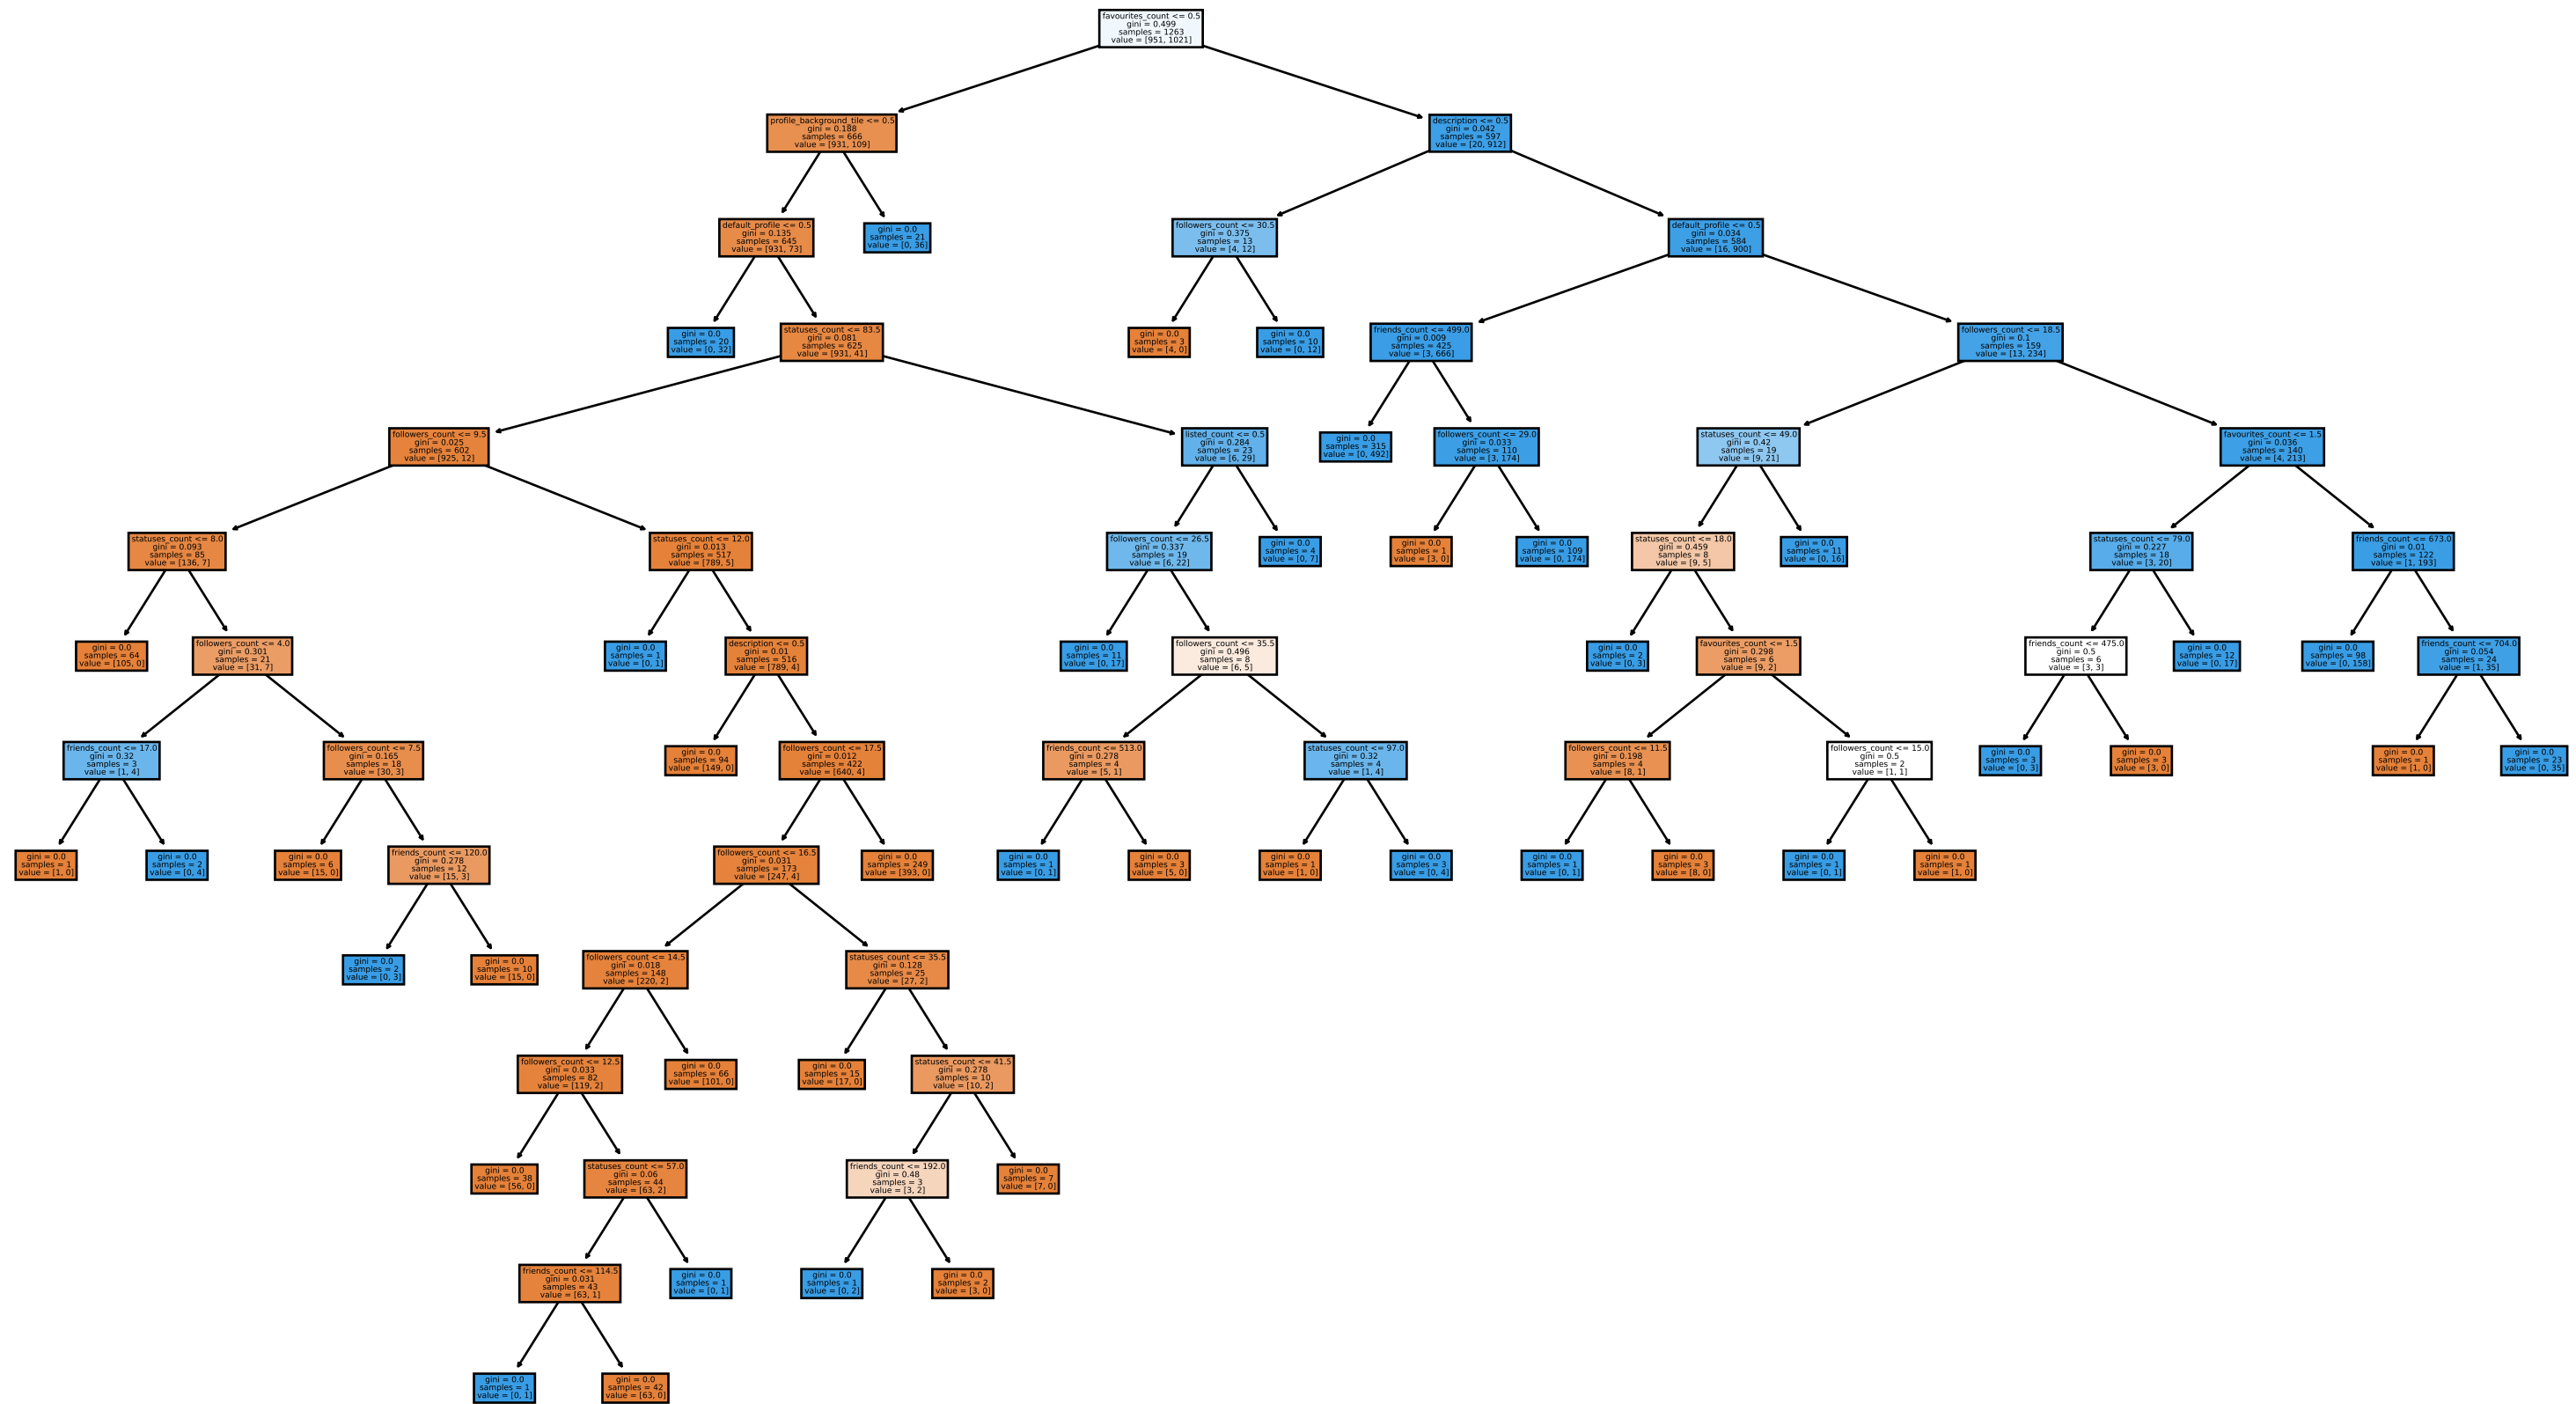 favourites_count <= 0.5
gini = 0.499
samples = 1263
value = [951, 1021]
profile_background_tile <= 0.5
gini = 0.188
samples = 666
value = [931, 109]
description <= 0.5
gini = 0.042
samples = 597
value = [20, 912]
default_profile <= 0.5
gini = 0.135
samples = 645
value = [931, 73]
gini = 0.0
samples = 21
value = [0, 36]
followers_count <= 30.5
gini = 0.375
samples = 13
value = [4, 12]
default_profile <= 0.5
gini = 0.034
samples = 584
value = [16, 900]
gini = 0.0
samples = 20
value = [0, 32]
statuses_count <= 83.5
gini = 0.081
samples = 625
value = [931, 41]
gini = 0.0
samples = 3
value = [4, 0]
gini = 0.0
samples = 10
value = [0, 12]
friends_count <= 499.0
gini = 0.009
samples = 425
value = [3, 666]
followers_count <= 18.5
gini = 0.1
samples = 159
value = [13, 234]
followers_count <= 9.5
gini = 0.025
samples = 602
value = [925, 12]
listed_count <= 0.5
gini = 0.284
samples = 23
value = [6, 29]
gini = 0.0
samples = 315
value = [0, 492]
followers_count <= 29.0
gini = 0.033
samples = 110
value = [3, 174]
statuses_count <= 49.0
gini = 0.42
samples = 19
value = [9, 21]
favourites_count <= 1.5
gini = 0.036
samples = 140
value = [4, 213]
statuses_count <= 8.0
gini = 0.093
samples = 85
value = [136, 7]
statuses_count <= 12.0
gini = 0.013
samples = 517
value = [789, 5]
followers_count <= 26.5
gini = 0.337
samples = 19
value = [6, 22]
gini = 0.0
samples = 4
value = [0, 7]
gini = 0.0
samples = 1
value = [3, 0]
gini = 0.0
samples = 109
value = [0, 174]
statuses_count <= 18.0
gini = 0.459
samples = 8
value = [9, 5]
gini = 0.0
samples = 11
value = [0, 16]
statuses_count <= 79.0
gini = 0.227
samples = 18
value = [3, 20]
friends_count <= 673.0
gini = 0.01
samples = 122
value = [1, 193]
gini = 0.0
samples = 64
value = [105, 0]
followers_count <= 4.0
gini = 0.301
samples = 21
value = [31, 7]
gini = 0.0
samples = 1
value = [0, 1]
description <= 0.5
gini = 0.01
samples = 516
value = [789, 4]
gini = 0.0
samples = 11
value = [0, 17]
followers_count <= 35.5
gini = 0.496
samples = 8
value = [6, 5]
gini = 0.0
samples = 2
value = [0, 3]
favourites_count <= 1.5
gini = 0.298
samples = 6
value = [9, 2]
friends_count <= 475.0
gini = 0.5
samples = 6
value = [3, 3]
gini = 0.0
samples = 12
value = [0, 17]
gini = 0.0
samples = 98
value = [0, 158]
friends_count <= 704.0
gini = 0.054
samples = 24
value = [1, 35]
friends_count <= 17.0
gini = 0.32
samples = 3
value = [1, 4]
followers_count <= 7.5
gini = 0.165
samples = 18
value = [30, 3]
gini = 0.0
samples = 94
value = [149, 0]
followers_count <= 17.5
gini = 0.012
samples = 422
value = [640, 4]
friends_count <= 513.0
gini = 0.278
samples = 4
value = [5, 1]
statuses_count <= 97.0
gini = 0.32
samples = 4
value = [1, 4]
followers_count <= 11.5
gini = 0.198
samples = 4
value = [8, 1]
followers_count <= 15.0
gini = 0.5
samples = 2
value = [1, 1]
gini = 0.0
samples = 3
value = [0, 3]
gini = 0.0
samples = 3
value = [3, 0]
gini = 0.0
samples = 1
value = [1, 0]
gini = 0.0
samples = 23
value = [0, 35]
gini = 0.0
samples = 1
value = [1, 0]
gini = 0.0
samples = 2
value = [0, 4]
gini = 0.0
samples = 6
value = [15, 0]
friends_count <= 120.0
gini = 0.278
samples = 12
value = [15, 3]
followers_count <= 16.5
gini = 0.031
samples = 173
value = [247, 4]
gini = 0.0
samples = 249
value = [393, 0]
gini = 0.0
samples = 1
value = [0, 1]
gini = 0.0
samples = 3
value = [5, 0]
gini = 0.0
samples = 1
value = [1, 0]
gini = 0.0
samples = 3
value = [0, 4]
gini = 0.0
samples = 1
value = [0, 1]
gini = 0.0
samples = 3
value = [8, 0]
gini = 0.0
samples = 1
value = [0, 1]
gini = 0.0
samples = 1
value = [1, 0]
gini = 0.0
samples = 2
value = [0, 3]
gini = 0.0
samples = 10
value = [15, 0]
followers_count <= 14.5
gini = 0.018
samples = 148
value = [220, 2]
statuses_count <= 35.5
gini = 0.128
samples = 25
value = [27, 2]
followers_count <= 12.5
gini = 0.033
samples = 82
value = [119, 2]
gini = 0.0
samples = 66
value = [101, 0]
gini = 0.0
samples = 15
value = [17, 0]
statuses_count <= 41.5
gini = 0.278
samples = 10
value = [10, 2]
gini = 0.0
samples = 38
value = [56, 0]
statuses_count <= 57.0
gini = 0.06
samples = 44
value = [63, 2]
friends_count <= 192.0
gini = 0.48
samples = 3
value = [3, 2]
gini = 0.0
samples = 7
value = [7, 0]
friends_count <= 114.5
gini = 0.031
samples = 43
value = [63, 1]
gini = 0.0
samples = 1
value = [0, 1]
gini = 0.0
samples = 1
value = [0, 2]
gini = 0.0
samples = 2
value = [3, 0]
gini = 0.0
samples = 1
value = [0, 1]
gini = 0.0
samples = 42
value = [63, 0]